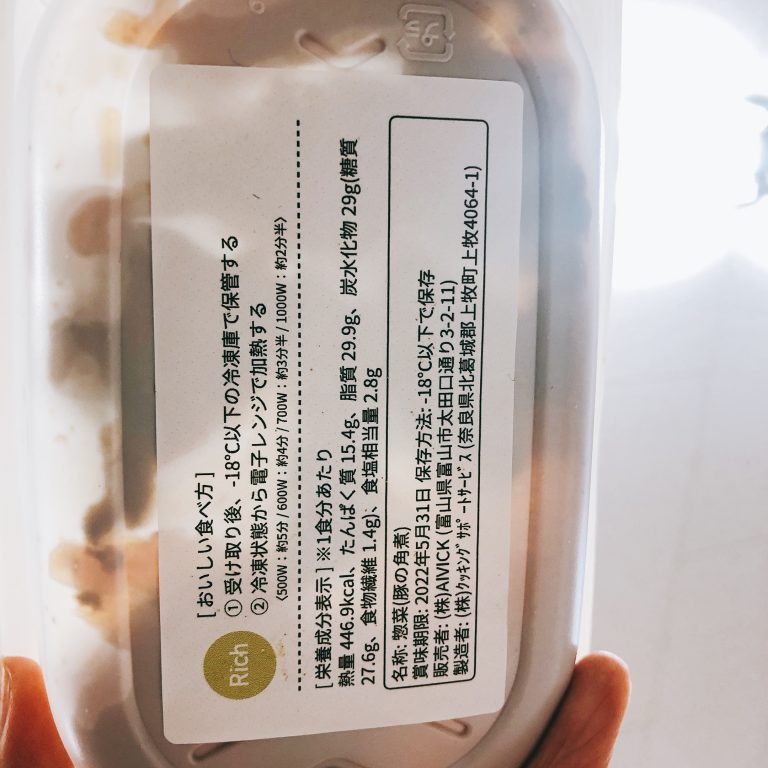 [ おいしい食べ方 ]
① 受け取り後、-18℃以下の冷凍庫で保管する
② 冷凍状態から電子レンジで加熱する
〈500W：約5分 / 600W：約4分 / 700W：約3分半 / 1000W：約2分半〉
Rich
[ 栄養成分表示 ] ※1食分あたり
熱量 446.9kcal、たんぱく質 15.4g、脂質 29.9g、炭水化物 29g(糖質
27.6g、食物繊維 1.4g)；食塩相当量 2.8g
名称: 惣菜(豚の角煮)
賞味期限: 2022年5月31日 保存方法: -18℃以下で保存
販売者: (株)AIVICK (富山県富山市太田口通り3-2-11)
製造者: (株)ｸｯｷﾝｸﾞｻﾎﾟｰﾄｻｰﾋﾞｽ (奈良県北葛城郡上牧町上牧4064-1)
プラ